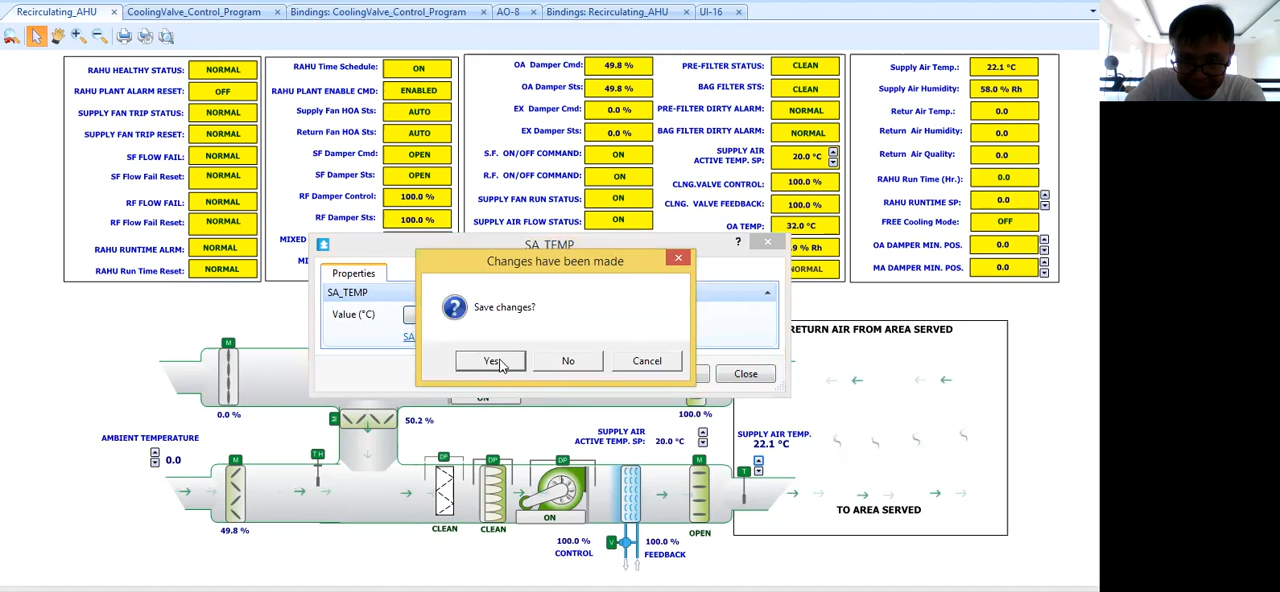 Recirculating_AHU × CoolingValve_Control_Program × Bindings: CoolingValve_Control_Program × AO-8 × Bindings: Recirculating_AHU × UI-16 ×
RAHU HEALTHY STATUS: NORMAL
RAHU PLANT ALARM RESET: OFF
SUPPLY FAN TRIP STATUS: NORMAL
SUPPLY FAN TRIP RESET: NORMAL
SF FLOW FAIL: NORMAL
SF Flow Fail Reset: NORMAL
RF FLOW FAIL: NORMAL
RF Flow Fail Reset: NORMAL
RAHU RUNTIME ALRM: NORMAL
RAHU Run Time Reset: NORMAL
RAHU Time Schedule: ON
RAHU PLANT ENABLE CMD: ENABLED
Supply Fan HOA Sts: AUTO
Return Fan HOA Sts: AUTO
SF Damper Cmd: OPEN
SF Damper Sts: OPEN
RF Damper Control: 100.0 %
RF Damper Sts: 100.0 %
MIXED
MI
OA Damper Cmd: 49.8 %
OA Damper Sts: 49.8 %
EX Damper Cmd: 0.0 %
EX Damper Sts: 0.0 %
S.F. ON/OFF COMMAND: ON
R.F. ON/OFF COMMAND: ON
SUPPLY FAN RUN STATUS: ON
SUPPLY AIR FLOW STATUS: ON
PRE-FILTER STATUS: CLEAN
BAG FILTER STS: CLEAN
PRE-FILTER DIRTY ALARM: NORMAL
BAG FILTER DIRTY ALARM: NORMAL
SUPPLY AIR
ACTIVE TEMP. SP: 20.0 °C
CLNG.VALVE CONTROL: 100.0 %
CLNG. VALVE FEEDBACK: 100.0 %
OA TEMP: 32.0 °C
.9 % Rh
NORMAL
Supply Air Temp.: 22.1 °C
Supply Air Humidity: 58.0 % Rh
Retur Air Temp.: 0.0
Return Air Humidity: 0.0
Return Air Quality: 0.0
RAHU Run Time (Hr.): 0.0
RAHU RUNTIME SP: 0.0
FREE Cooling Mode: OFF
OA DAMPER MIN. POS. 0.0
MA DAMPER MIN. POS. 0.0
SA_TEMP ? ×
Properties
SA_TEMP
Value (°C)
SA
Close
Changes have been made ×
? Save changes?
Yes No Cancel
RETURN AIR FROM AREA SERVED
M
0.0 %
ON
100.0 %
M 50.2 %
AMBIENT TEMPERATURE
0.0
SUPPLY AIR
ACTIVE TEMP. SP: 20.0 °C
SUPPLY AIR TEMP.
22.1 °C
M T H DP DP DP M T
ON
CLEAN CLEAN OPEN
49.8 %
TO AREA SERVED
100.0 % V 100.0 %
CONTROL FEEDBACK